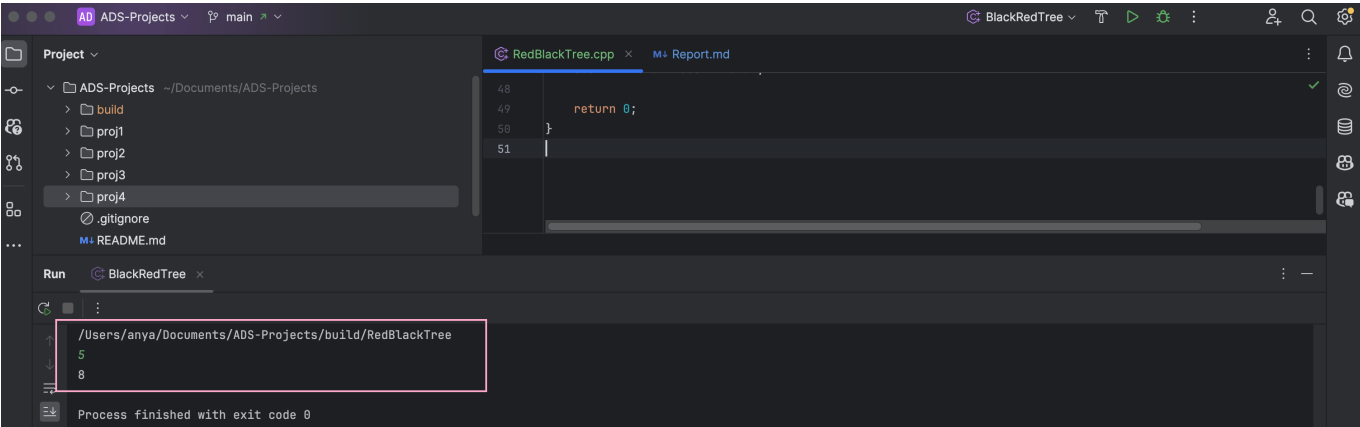 AD ADS-Projects main BlackRedTree
Project
RedBlackTree.cpp × M↓ Report.md
ADS-Projects ~/Documents/ADS-Projects
build
proj1
proj2
proj3
proj4
.gitignore
M↓ README.md
48
49 return 0;
50 }
51
Run BlackRedTree ×
/Users/anya/Documents/ADS-Projects/build/RedBlackTree
5
8
Process finished with exit code 0